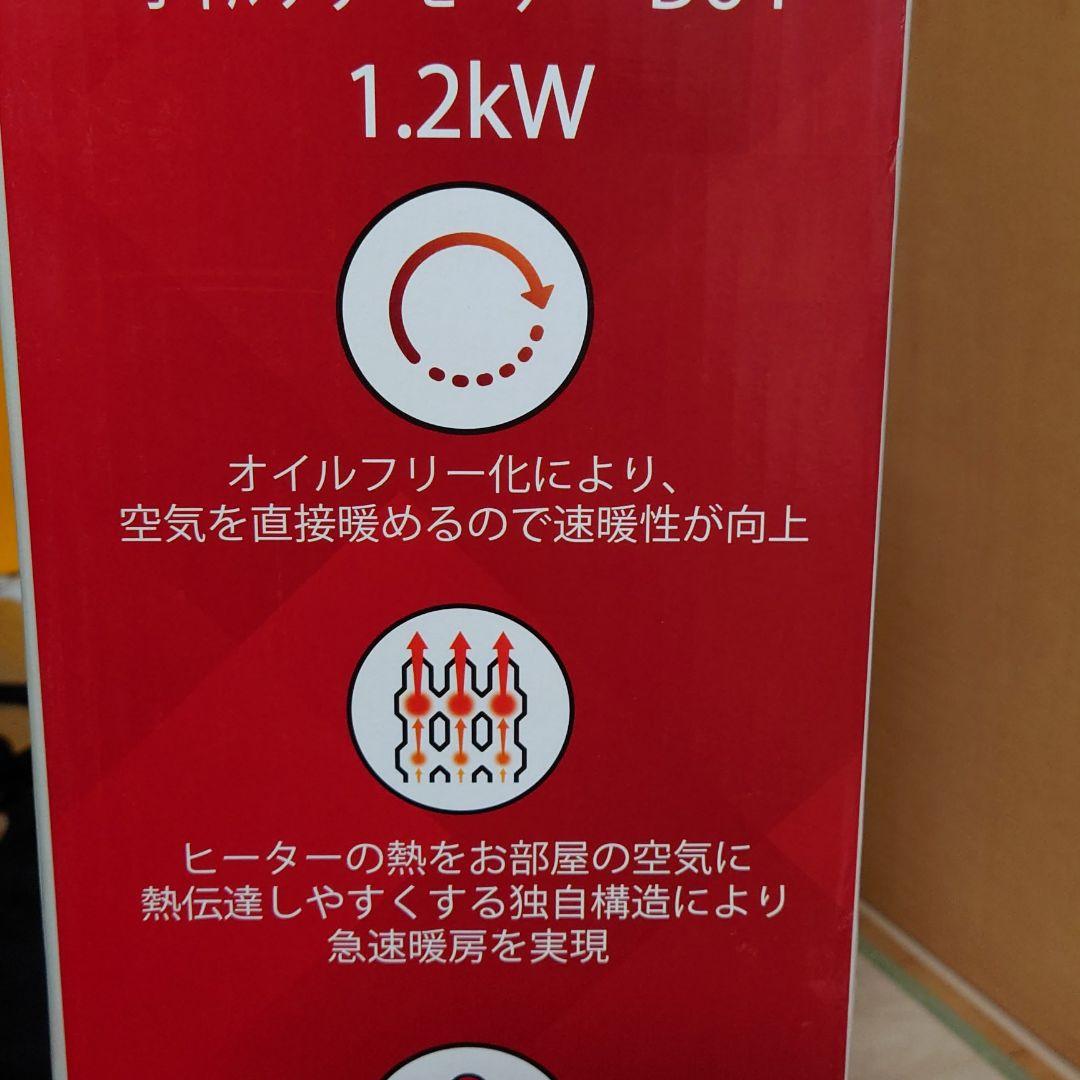 1.2kW
オイルフリー化により、
空気を直接暖めるので速暖性が向上
ヒーターの熱をお部屋の空気に
熱伝達しやすくする独自構造により
急速暖房を実現